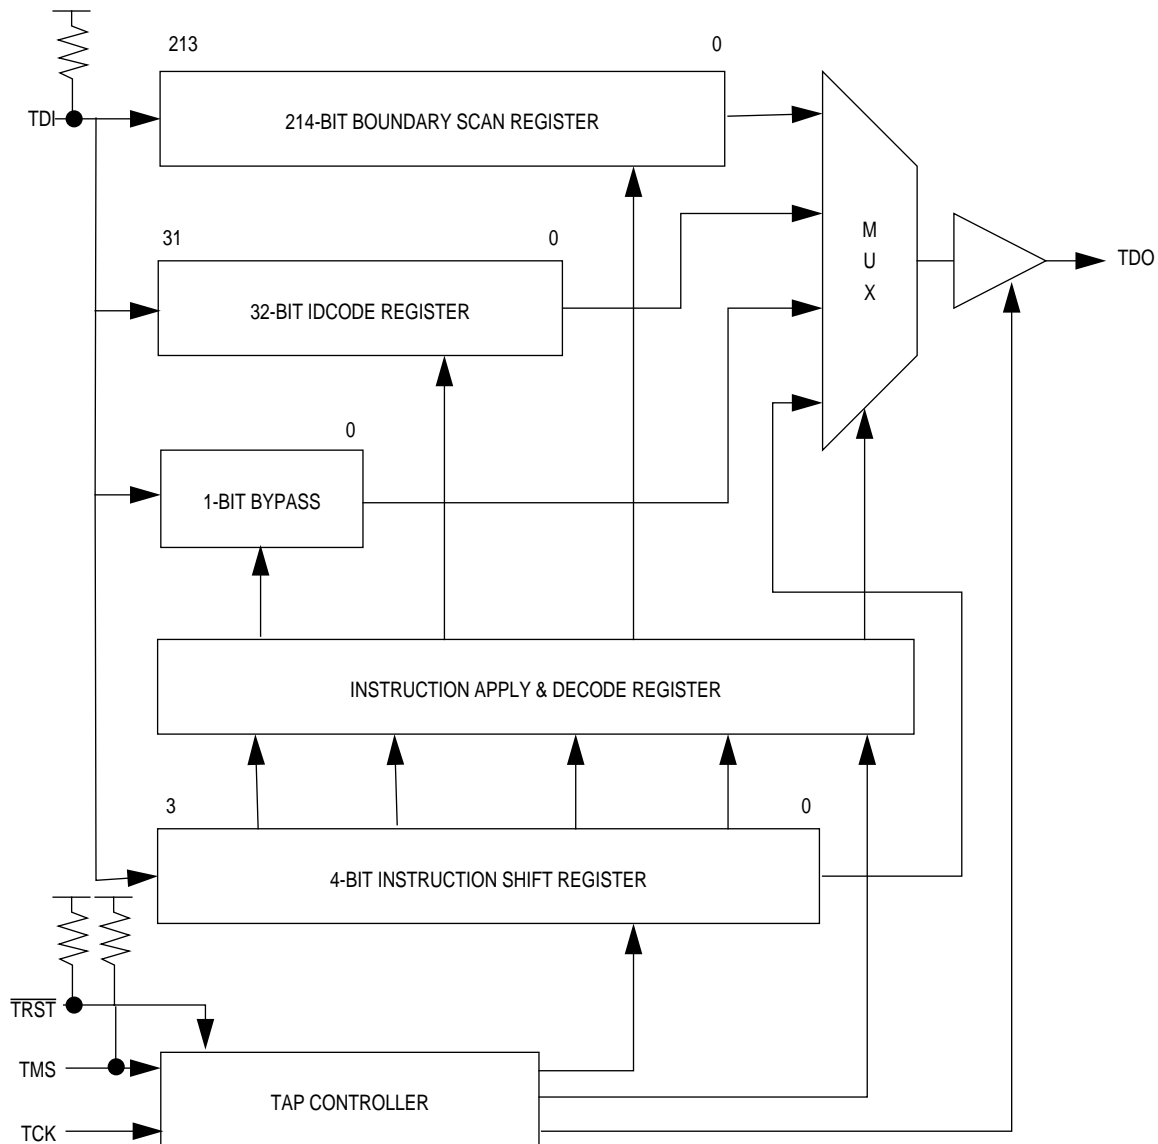 213 0
TDI
214-BIT BOUNDARY SCAN REGISTER
31 0
M
U
X
TDO
32-BIT IDCODE REGISTER
0
1-BIT BYPASS
INSTRUCTION APPLY & DECODE REGISTER
3 0
4-BIT INSTRUCTION SHIFT REGISTER
TRST
TMS
TAP CONTROLLER
TCK